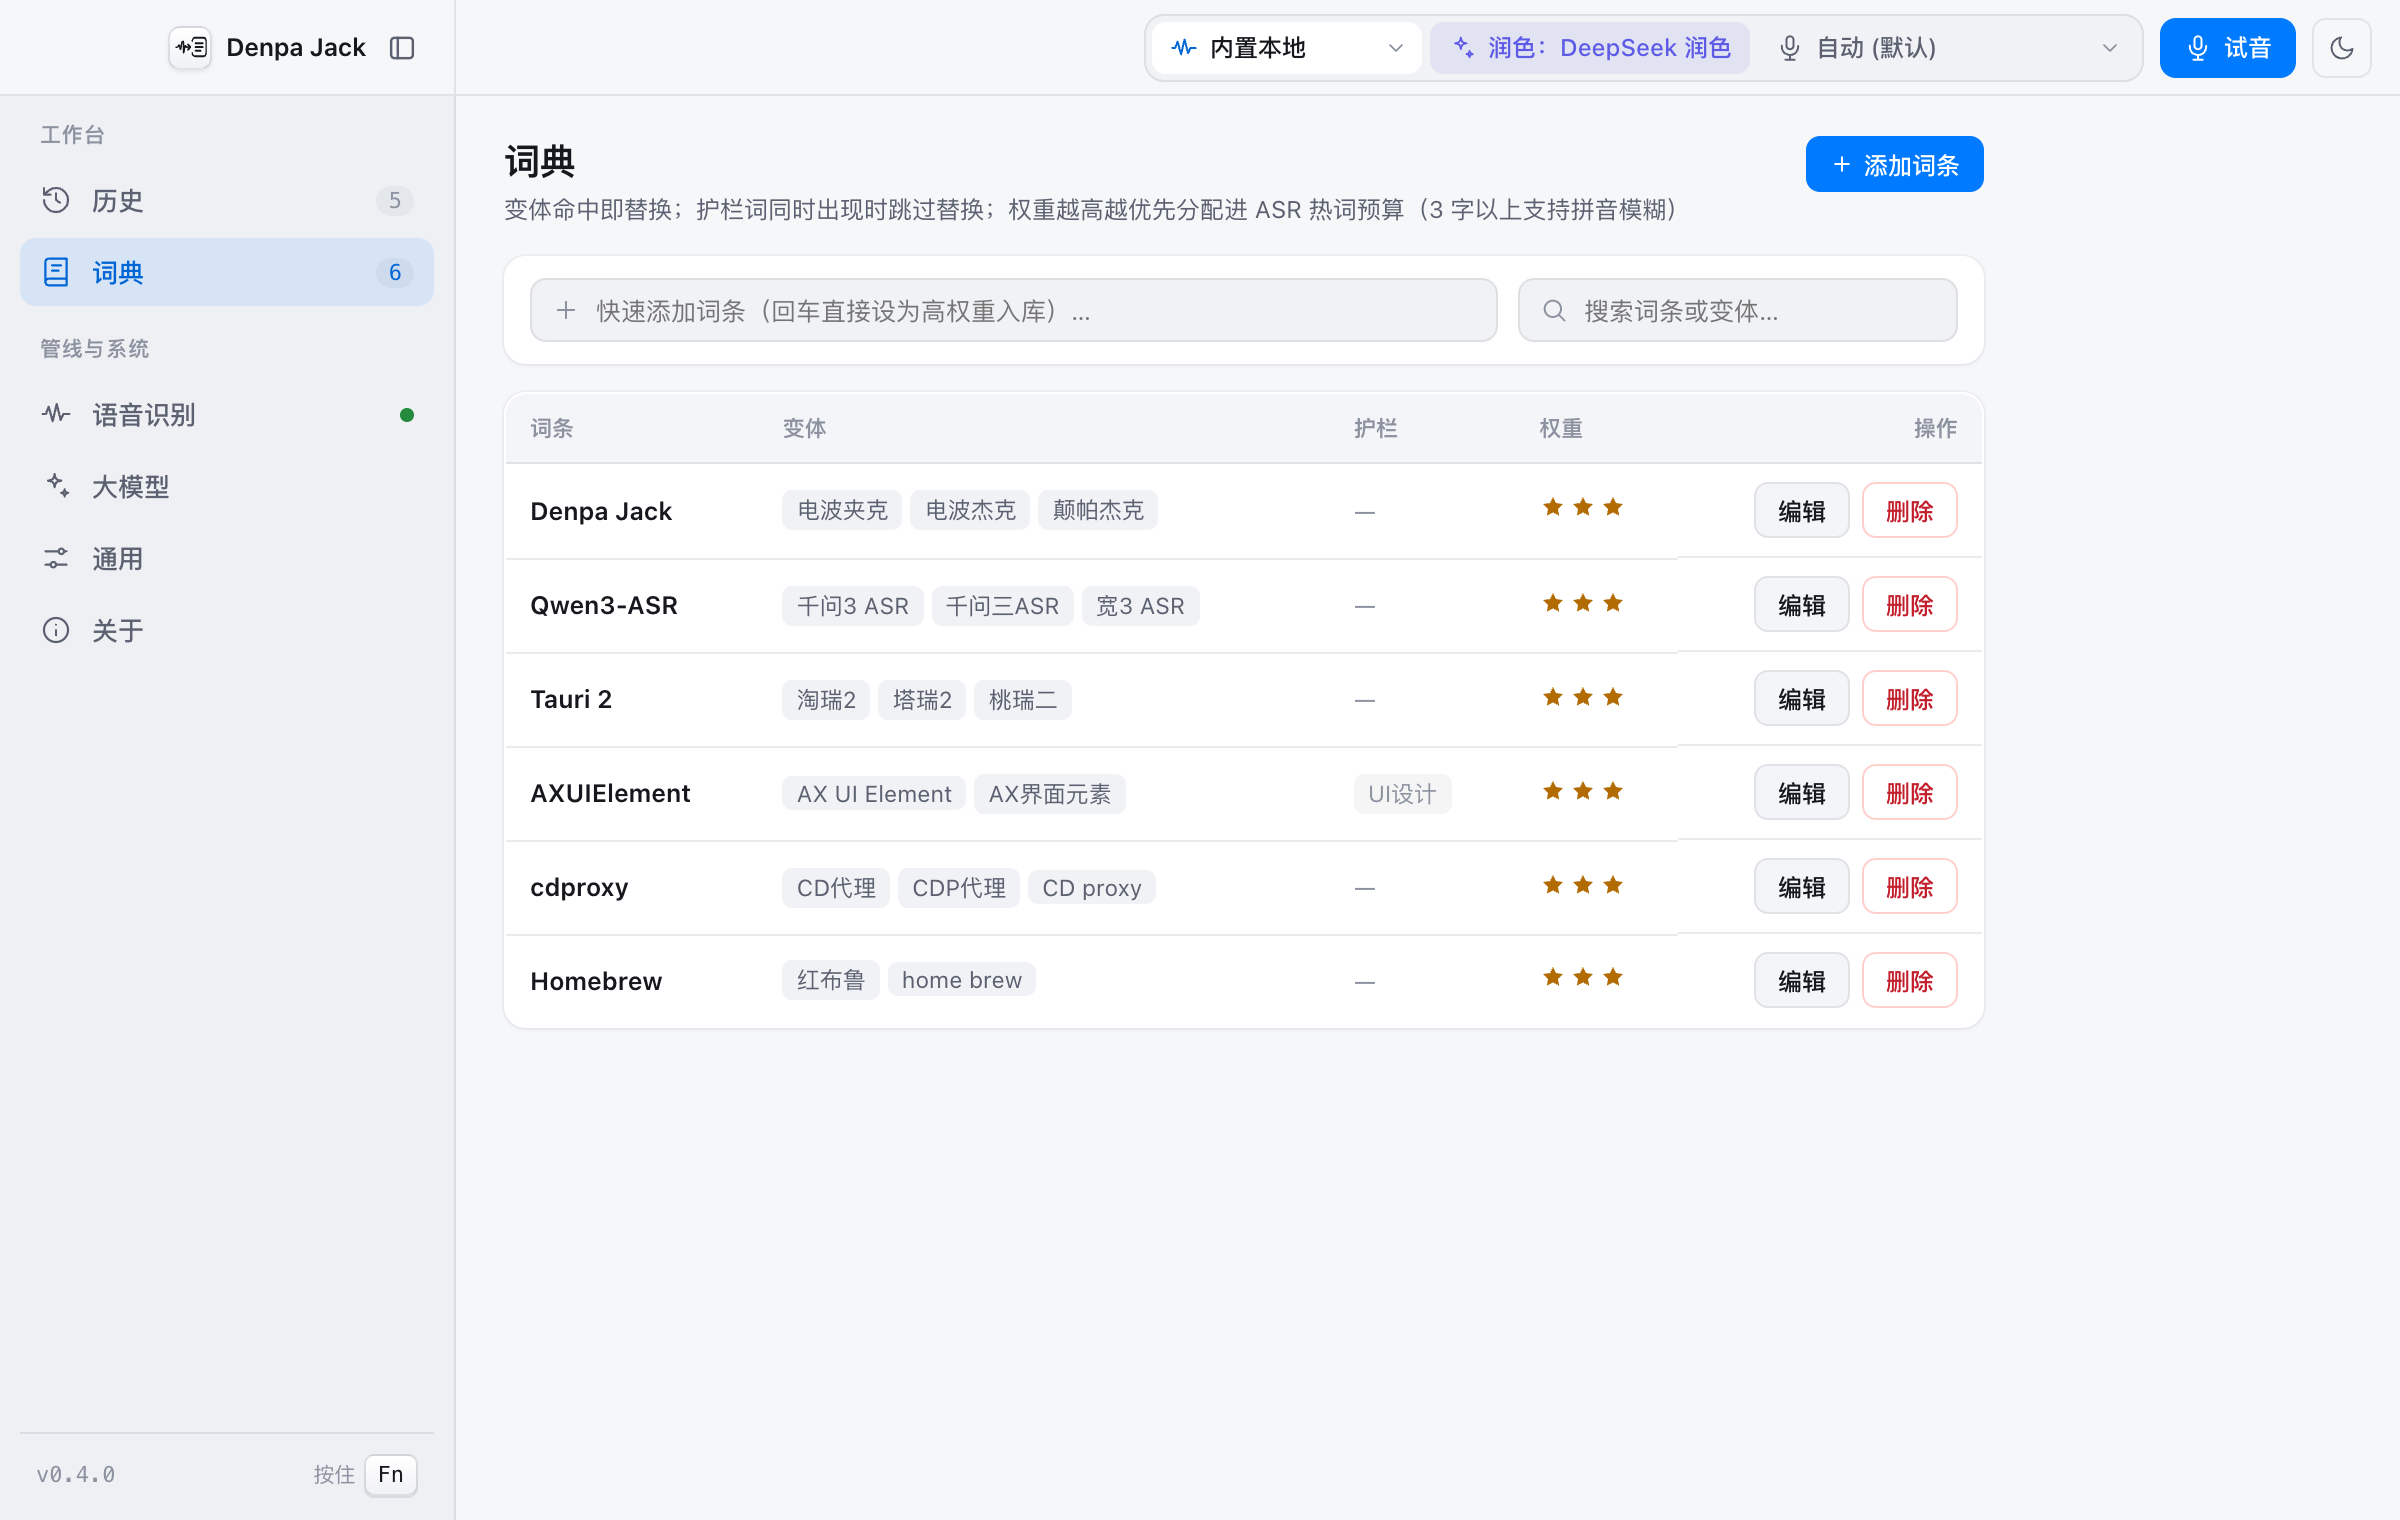 Denpa Jack
内置本地
润色：DeepSeek 润色
自动 (默认)
试音
工作台
历史 5
词典 6
管线与系统
语音识别
大模型
通用
关于
v0.4.0
按住 Fn
词典
添加词条
变体命中即替换；护栏词同时出现时跳过替换；权重越高越优先分配进 ASR 热词预算（3 字以上支持拼音模糊）
快速添加词条（回车直接设为高权重入库）...
搜索词条或变体...
词条 变体 护栏 权重 操作
Denpa Jack 电波夹克 电波杰克 颠帕杰克 — ★ ★ ★ 编辑 删除
Qwen3-ASR 千问3 ASR 千问三ASR 宽3 ASR — ★ ★ ★ 编辑 删除
Tauri 2 淘瑞2 塔瑞2 桃瑞二 — ★ ★ ★ 编辑 删除
AXUIElement AX UI Element AX界面元素 UI设计 ★ ★ ★ 编辑 删除
cdproxy CD代理 CDP代理 CD proxy — ★ ★ ★ 编辑 删除
Homebrew 红布鲁 home brew — ★ ★ ★ 编辑 删除